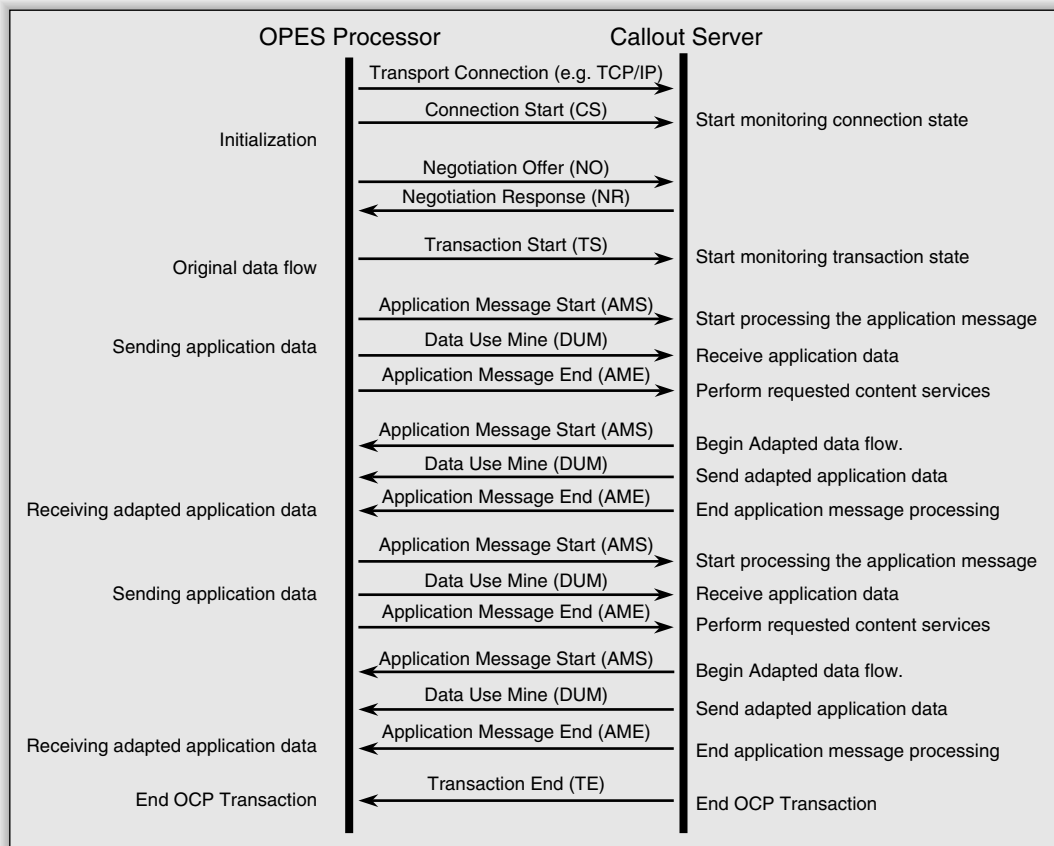 OPES Processor
Callout Server
Transport Connection (e.g. TCP/IP)
Connection Start (CS)
Start monitoring connection state
Initialization
Negotiation Offer (NO)
Negotiation Response (NR)
Transaction Start (TS)
Start monitoring transaction state
Original data flow
Application Message Start (AMS)
Start processing the application message
Sending application data
Data Use Mine (DUM)
Receive application data
Application Message End (AME)
Perform requested content services
Application Message Start (AMS)
Begin Adapted data flow.
Data Use Mine (DUM)
Send adapted application data
Receiving adapted application data
Application Message End (AME)
End application message processing
Application Message Start (AMS)
Start processing the application message
Sending application data
Data Use Mine (DUM)
Receive application data
Application Message End (AME)
Perform requested content services
Application Message Start (AMS)
Begin Adapted data flow.
Data Use Mine (DUM)
Send adapted application data
Receiving adapted application data
Application Message End (AME)
End application message processing
End OCP Transaction
Transaction End (TE)
End OCP Transaction